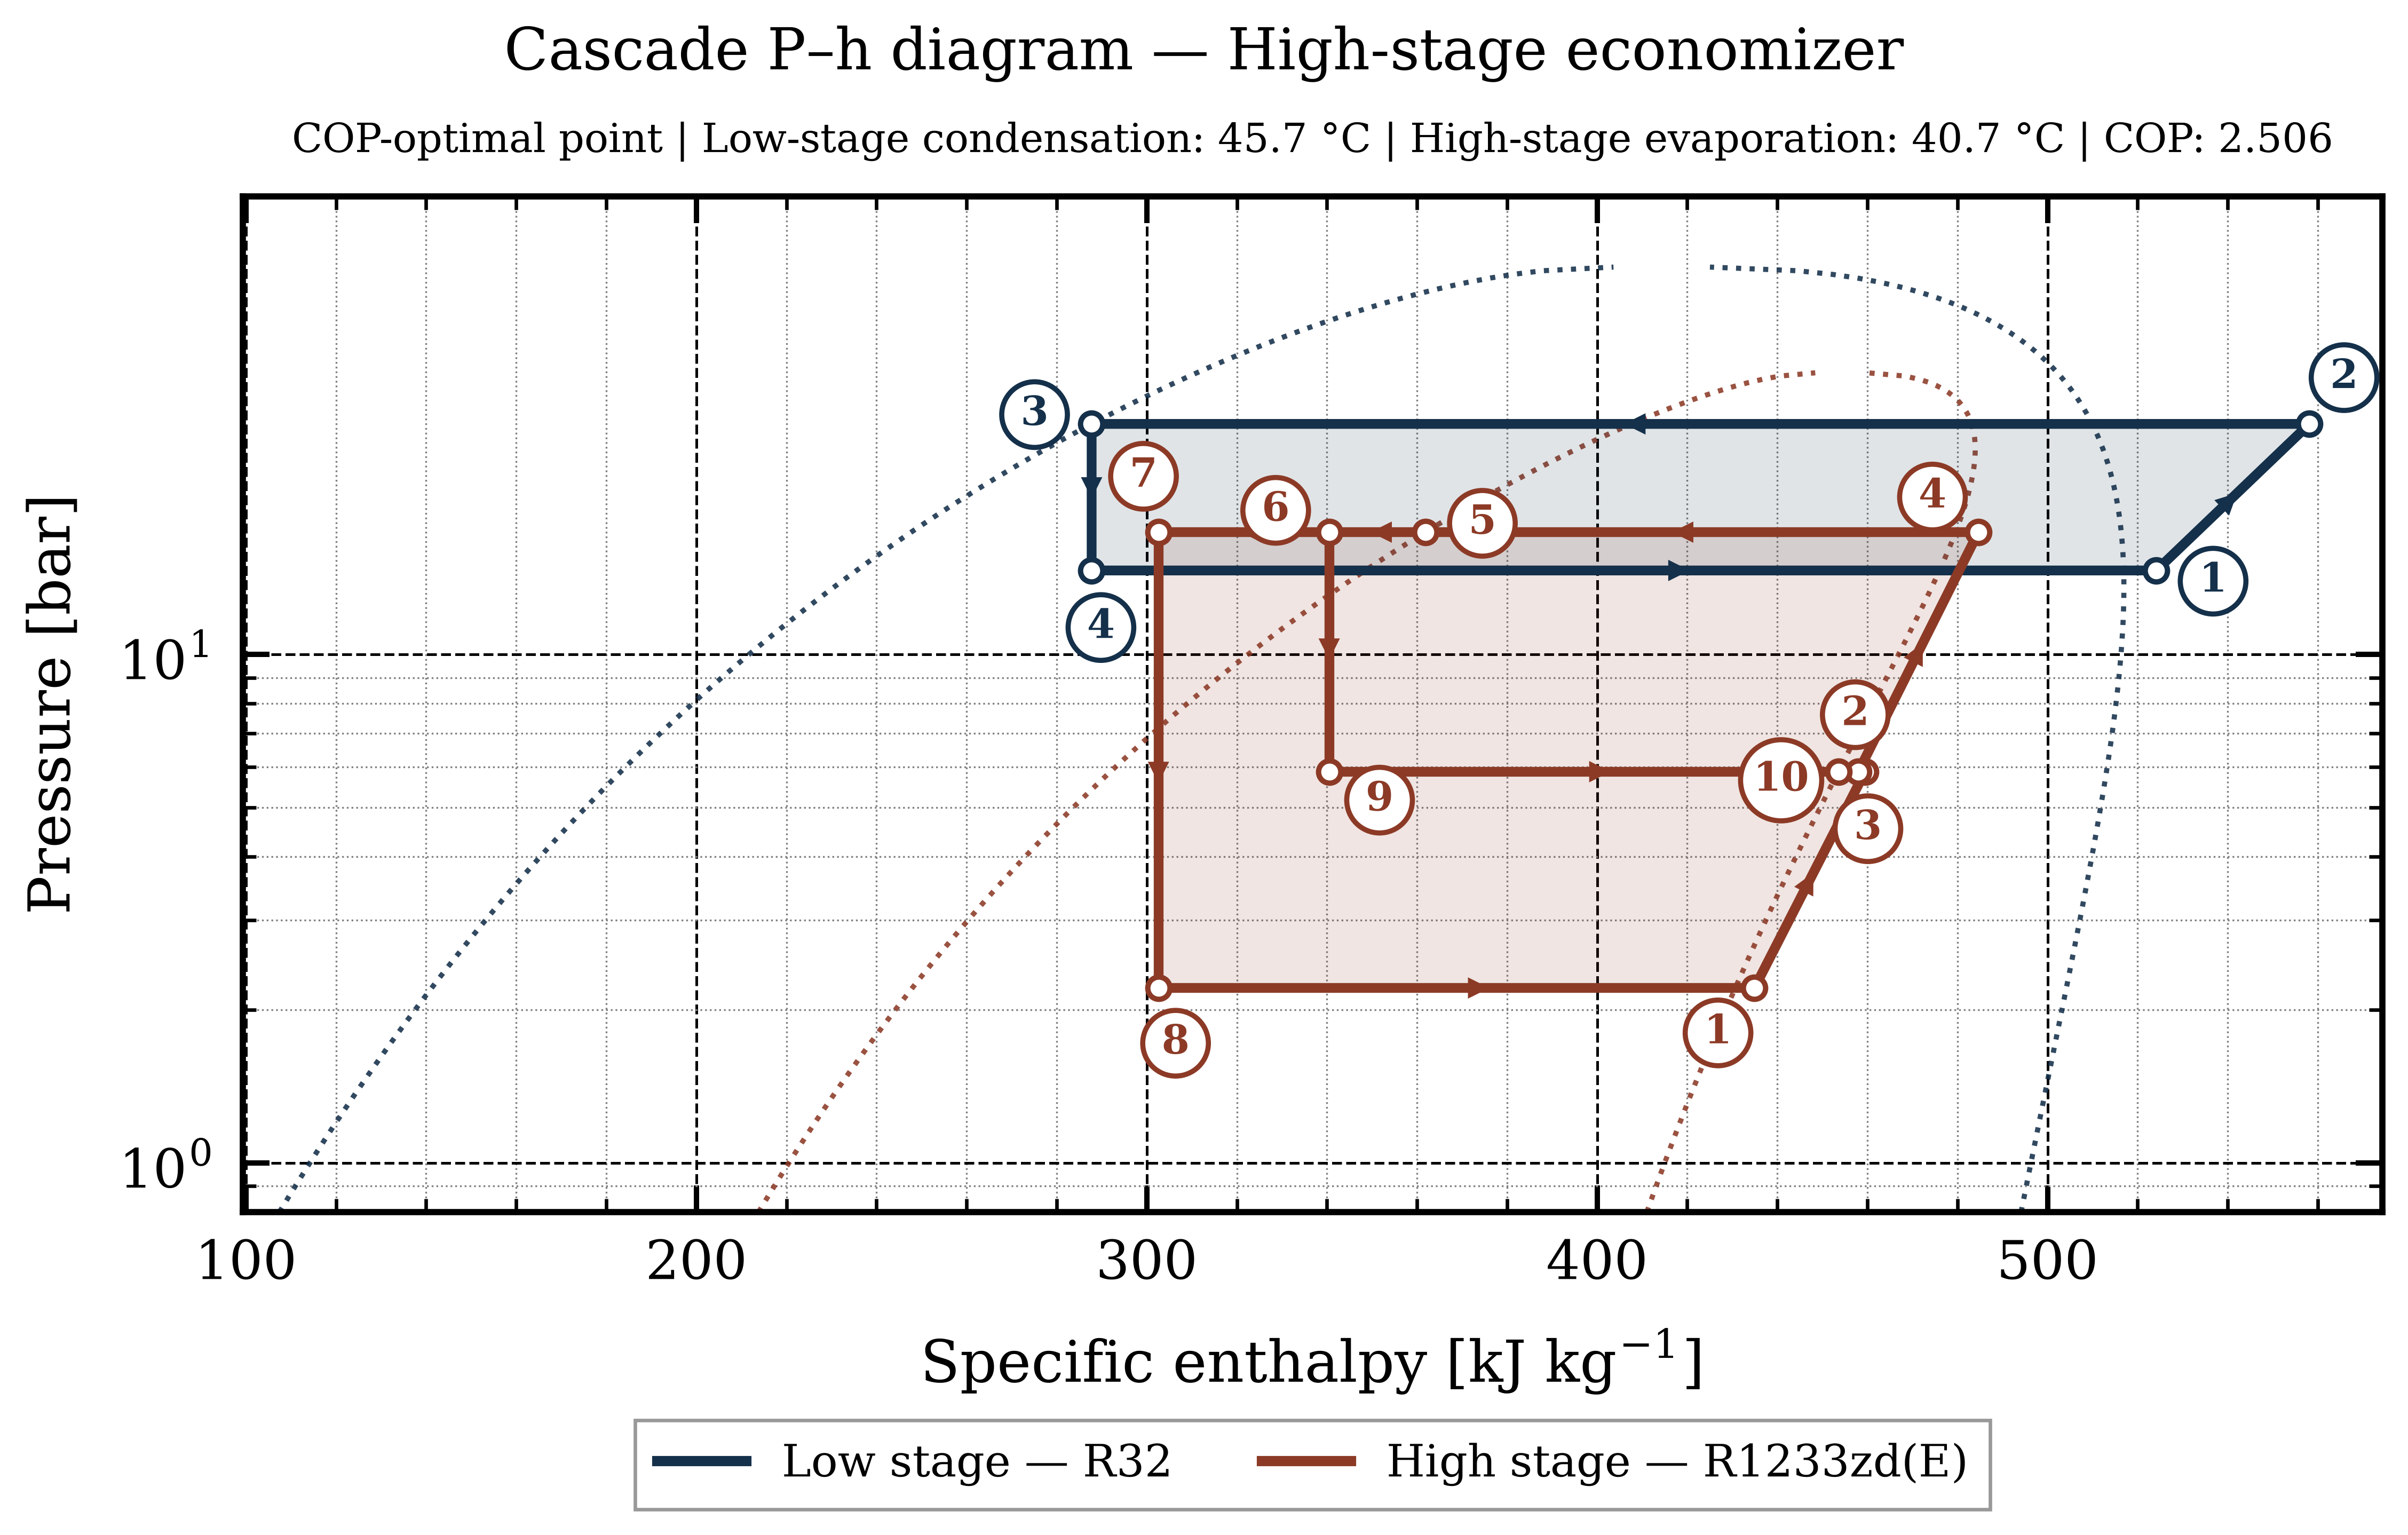 Cascade P–h diagram — High-stage economizer
COP-optimal point | Low-stage condensation: 45.7 °C | High-stage evaporation: 40.7 °C | COP: 2.506
2
3
7
4
6
5
1
4
Pressure [bar]
10¹
2
10
9
3
8
1
10⁰
100 200 300 400 500
Specific enthalpy [kJ kg⁻¹]
Low stage — R32 High stage — R1233zd(E)